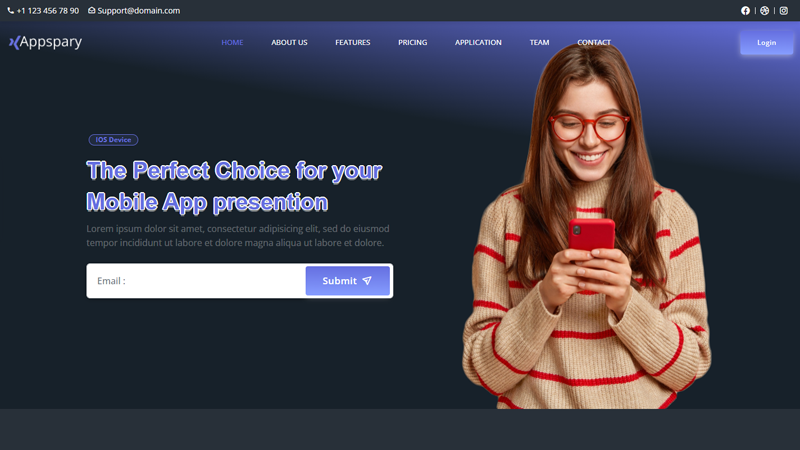 +1 123 456 78 90 Support@domain.com
Appspary
HOME ABOUT US FEATURES PRICING APPLICATION TEAM CONTACT
Login
IOS Device
The Perfect Choice for your
Mobile App presention
Lorem ipsum dolor sit amet, consectetur adipisicing elit, sed do eiusmod
tempor incididunt ut labore et dolore magna aliqua ut labore et dolore.
Email :
Submit